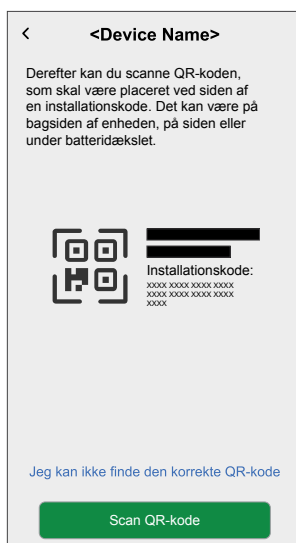 <Device Name>
Derefter kan du scanne QR-koden,
som skal være placeret ved siden af
en installationskode. Det kan være på
bagsiden af enheden, på siden eller
under batteridækslet.
Installationskode:
xxxx xxxx xxxx xxxx
xxxx xxxx xxxx xxxx
xxxx
Jeg kan ikke finde den korrekte QR-kode
Scan QR-kode